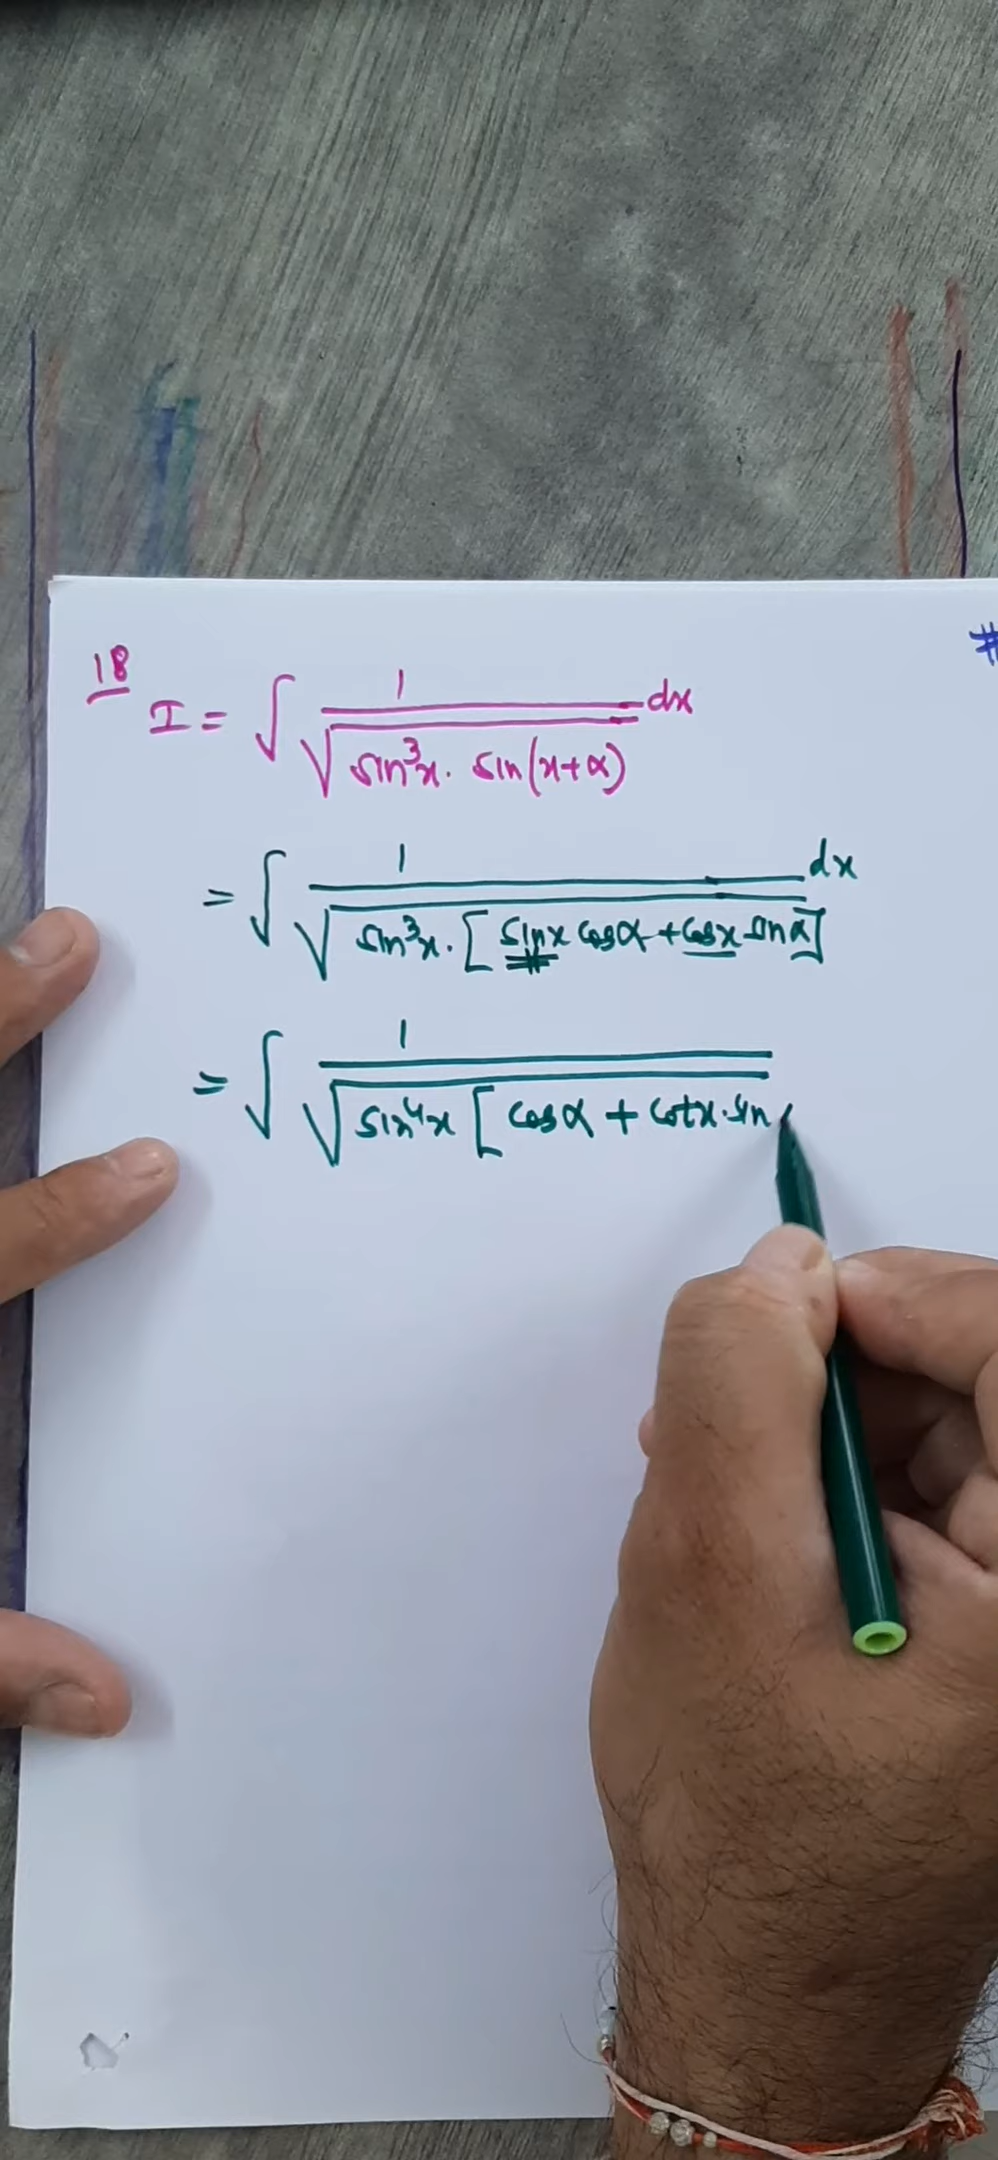 18
#
I = ∫ 1/√(sin³x · sin(x+α)) dx
= ∫ 1/√(sin³x · [sinx cosα + cosx sinα]) dx
= ∫ 1/√(sin⁴x [cosα + cotx · sin